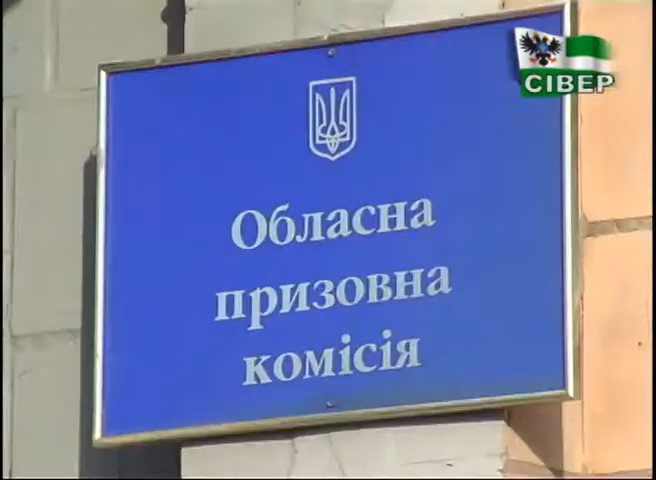 СІВЕР
Обласна
призовна
комісія